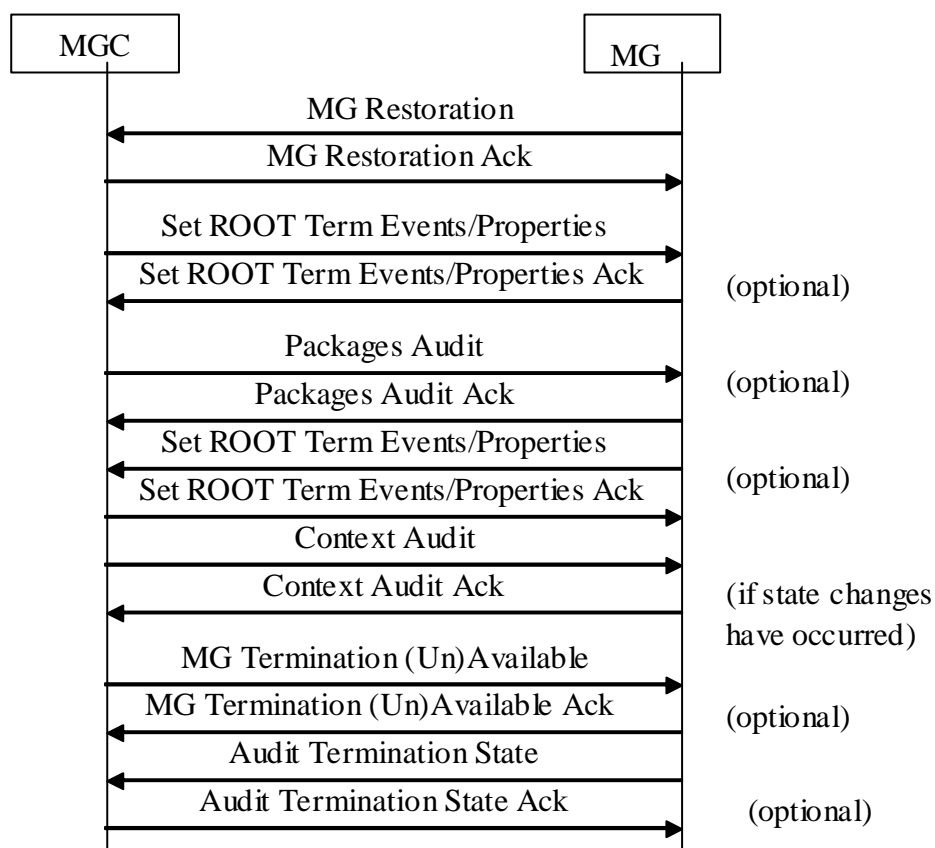 MGC
MG
MG Restoration
MG Restoration Ack
Set ROOT Term Events/Properties
Set ROOT Term Events/Properties Ack
(optional)
Packages Audit
(optional)
Packages Audit Ack
Set ROOT Term Events/Properties
(optional)
Set ROOT Term Events/Properties Ack
Context Audit
Context Audit Ack
(if state changes
have occurred)
MG Termination (Un)Available
MG Termination (Un)Available Ack
(optional)
Audit Termination State
Audit Termination State Ack
(optional)